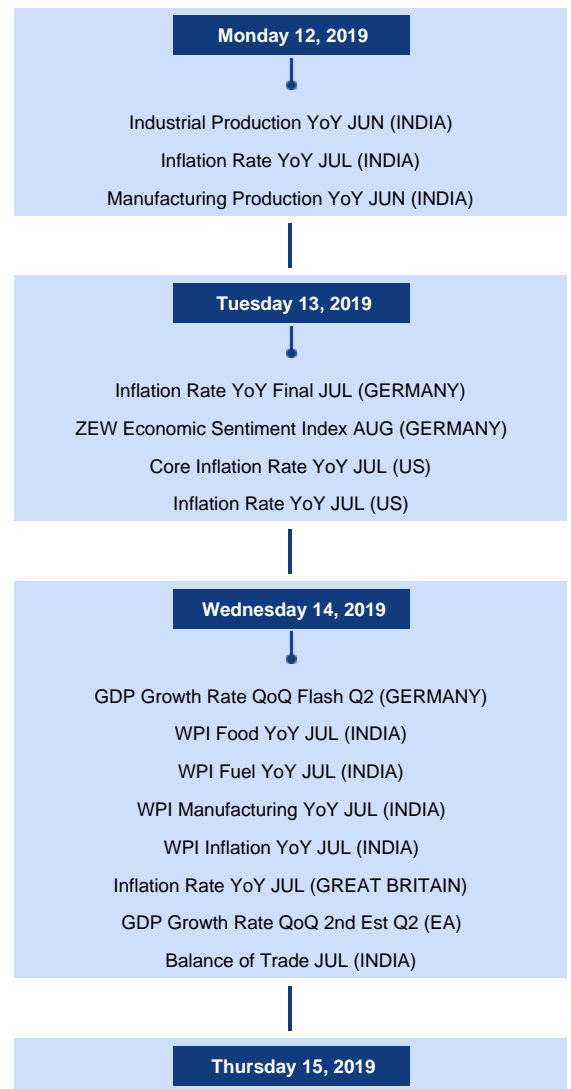 Monday 12, 2019
Industrial Production YoY JUN (INDIA)
Inflation Rate YoY JUL (INDIA)
Manufacturing Production YoY JUN (INDIA)
Tuesday 13, 2019
Inflation Rate YoY Final JUL (GERMANY)
ZEW Economic Sentiment Index AUG (GERMANY)
Core Inflation Rate YoY JUL (US)
Inflation Rate YoY JUL (US)
Wednesday 14, 2019
GDP Growth Rate QoQ Flash Q2 (GERMANY)
WPI Food YoY JUL (INDIA)
WPI Fuel YoY JUL (INDIA)
WPI Manufacturing YoY JUL (INDIA)
WPI Inflation YoY JUL (INDIA)
Inflation Rate YoY JUL (GREAT BRITAIN)
GDP Growth Rate QoQ 2nd Est Q2 (EA)
Balance of Trade JUL (INDIA)
Thursday 15, 2019